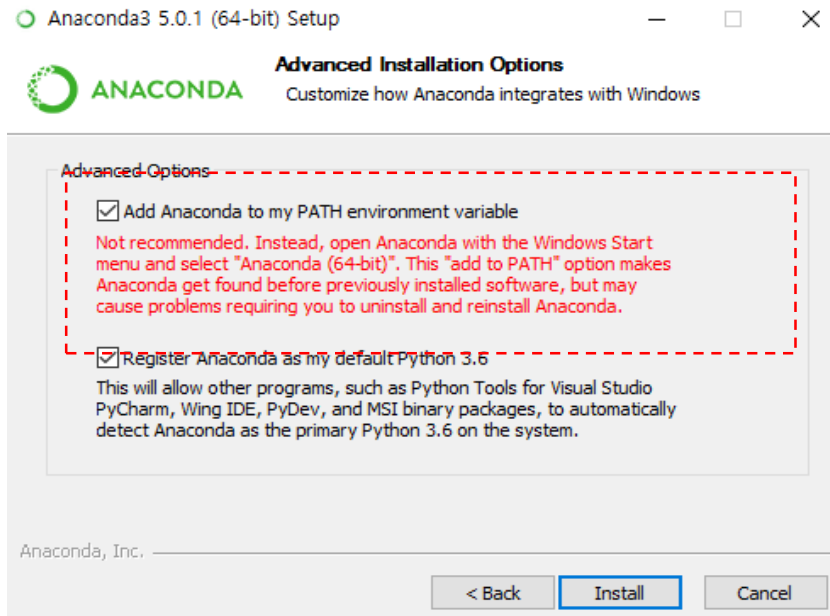 Anaconda3 5.0.1 (64-bit) Setup
ANACONDA
Advanced Installation Options
Customize how Anaconda integrates with Windows
Advanced Options
Add Anaconda to my PATH environment variable
Not recommended. Instead, open Anaconda with the Windows Start
menu and select "Anaconda (64-bit)". This "add to PATH" option makes
Anaconda get found before previously installed software, but may
cause problems requiring you to uninstall and reinstall Anaconda.
Register Anaconda as my default Python 3.6
This will allow other programs, such as Python Tools for Visual Studio
PyCharm, Wing IDE, PyDev, and MSI binary packages, to automatically
detect Anaconda as the primary Python 3.6 on the system.
Anaconda, Inc.
< Back
Install
Cancel